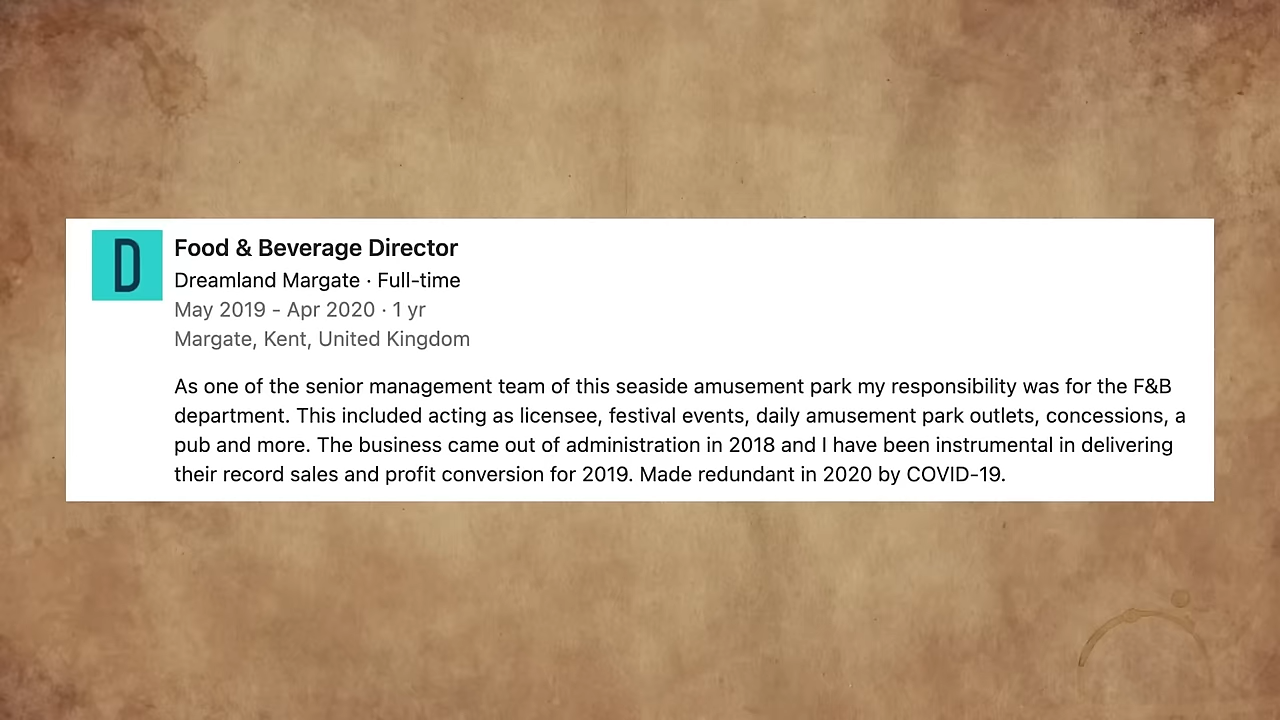 D
Food & Beverage Director
Dreamland Margate · Full-time
May 2019 - Apr 2020 · 1 yr
Margate, Kent, United Kingdom
As one of the senior management team of this seaside amusement park my responsibility was for the F&B
department. This included acting as licensee, festival events, daily amusement park outlets, concessions, a
pub and more. The business came out of administration in 2018 and I have been instrumental in delivering
their record sales and profit conversion for 2019. Made redundant in 2020 by COVID-19.